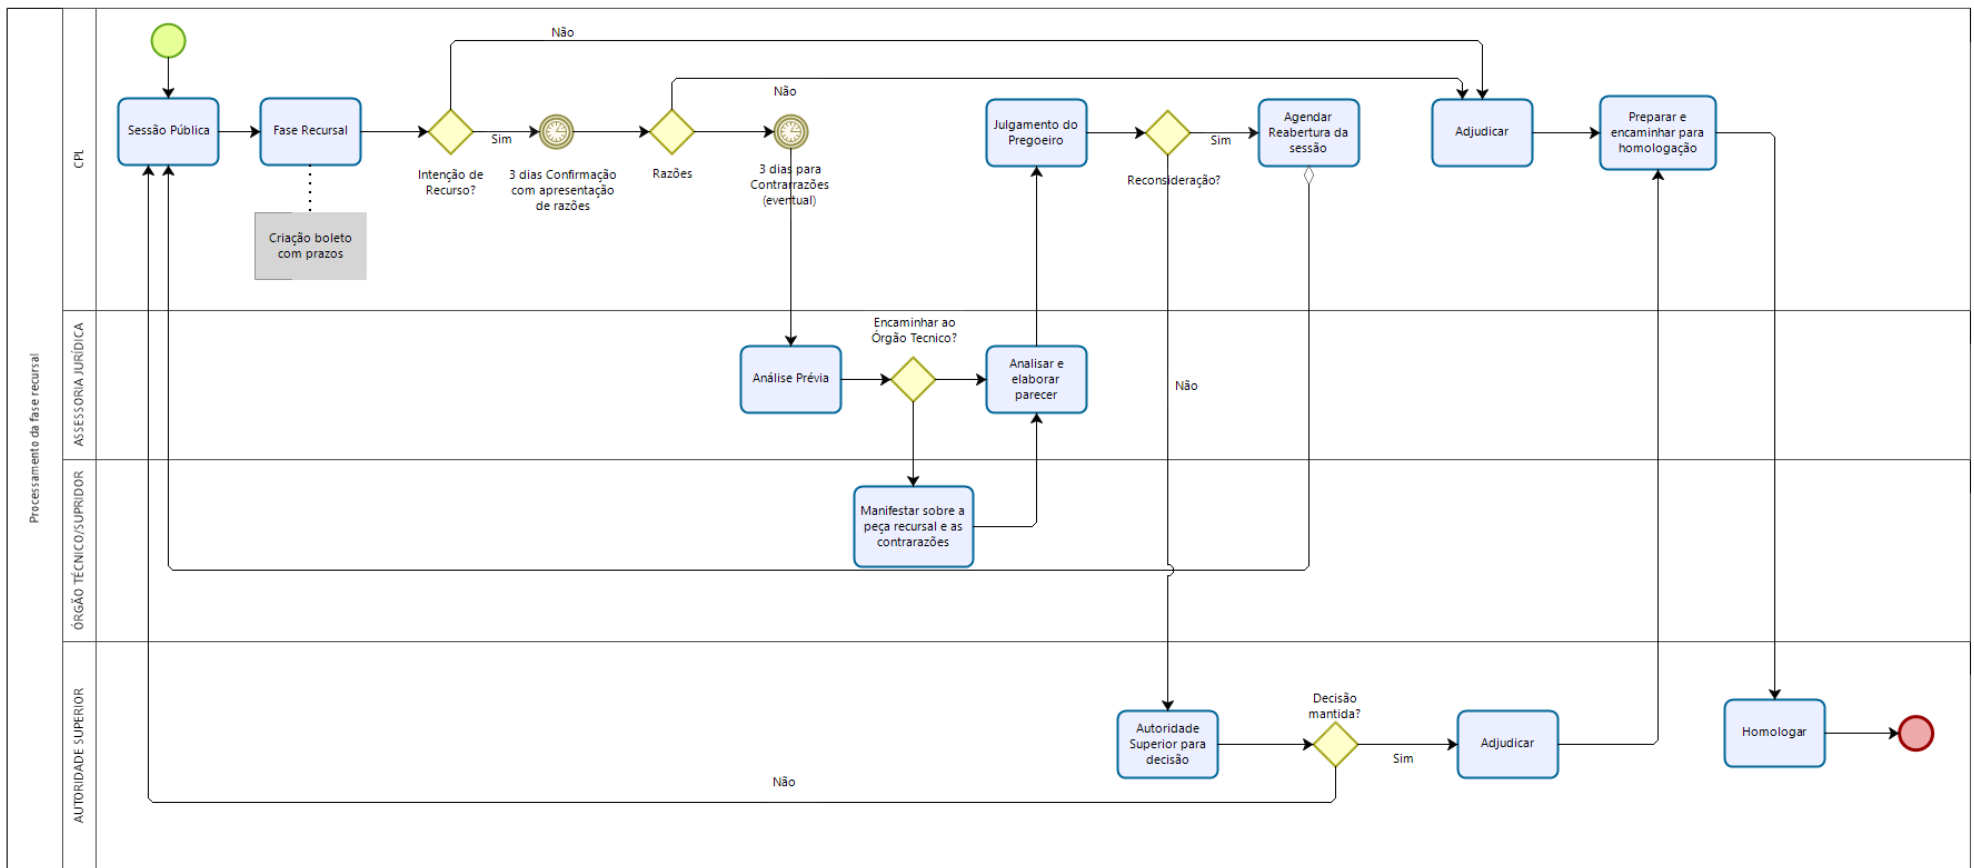 Processamento da fase recursal
CPL
Não
Sessão Pública
Fase Recursal
Criação boleto
com prazos
Intenção de
Recurso?
Sim
3 dias Confirmação
com apresentação
de razões
Razões
Não
3 dias para
Contrarrazões
(eventual)
Julgamento do
Pregoeiro
Reconsideração?
Sim
Agendar
Reabertura da
sessão
Adjudicar
Preparar e
encaminhar para
homologação
ASSESSORIA JURÍDICA
Análise Prévia
Encaminhar ao
Órgão Tecnico?
Analisar e
elaborar
parecer
Não
ÓRGÃO TÉCNICO/SUPRIDOR
Manifestar sobre a
peça recursal e as
contrarazões
AUTORIDADE SUPERIOR
Autoridade
Superior para
decisão
Decisão
mantida?
Sim
Não
Adjudicar
Homologar